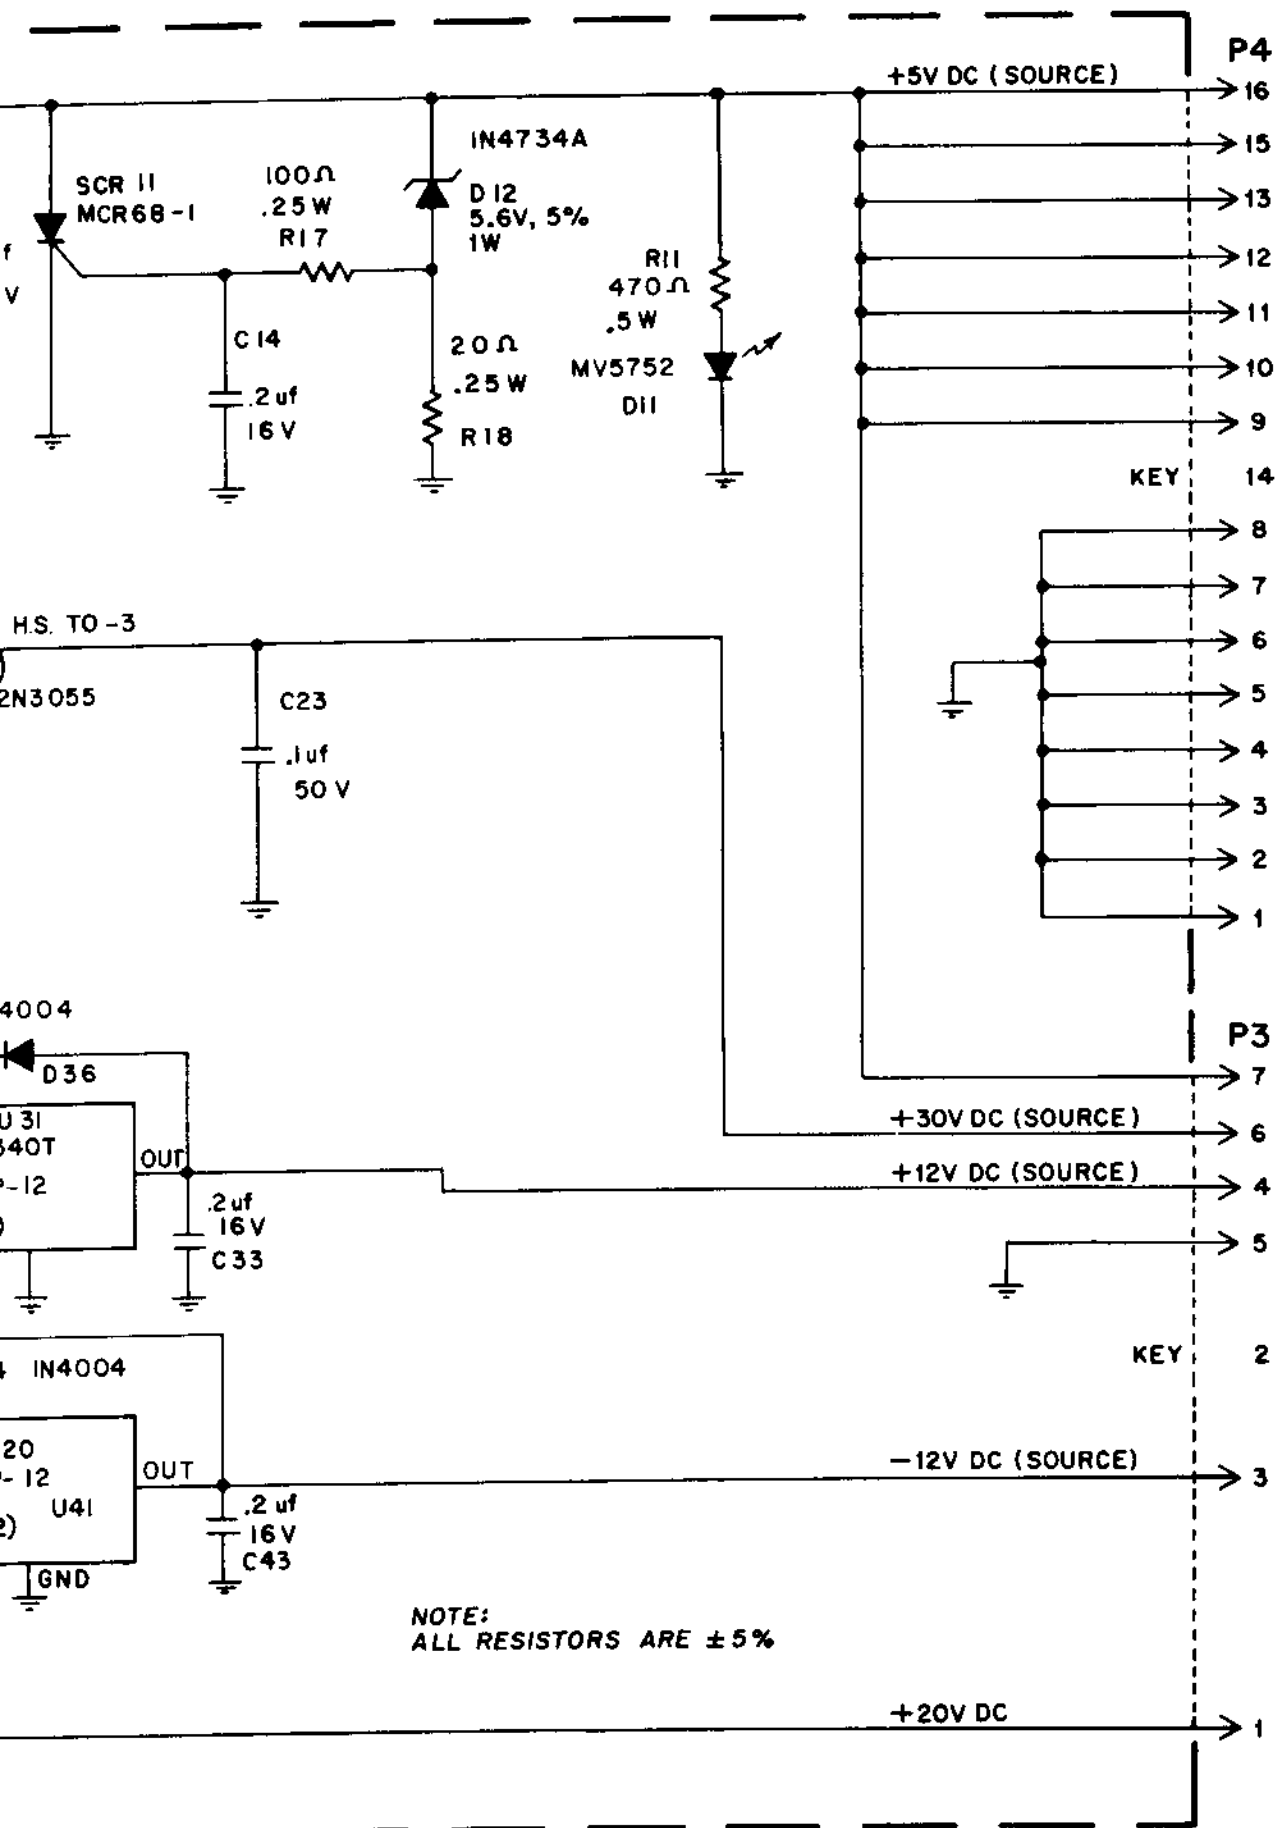 P4
+5V DC (SOURCE)
16
15
13
12
11
10
9
KEY 14
8
7
6
5
4
3
2
1
SCR 11
MCR68-1
100Ω
.25W
R17
IN4734A
D12
5.6V, 5%
1W
f
V
C14
.2uf
16V
20Ω
.25W
R18
R11
470Ω
.5W
MV5752
D11
H.S. TO-3
2N3055
C23
.1uf
50V
4004
D36
P3
7
+30V DC (SOURCE)
6
+12V DC (SOURCE)
4
5
KEY 2
-12V DC (SOURCE)
3
+20V DC
1
U31
340T
-12
)
OUT
.2uf
16V
C33
4 IN4004
20
-12
U41
2)
OUT
GND
.2uf
16V
C43
NOTE:
ALL RESISTORS ARE ±5%